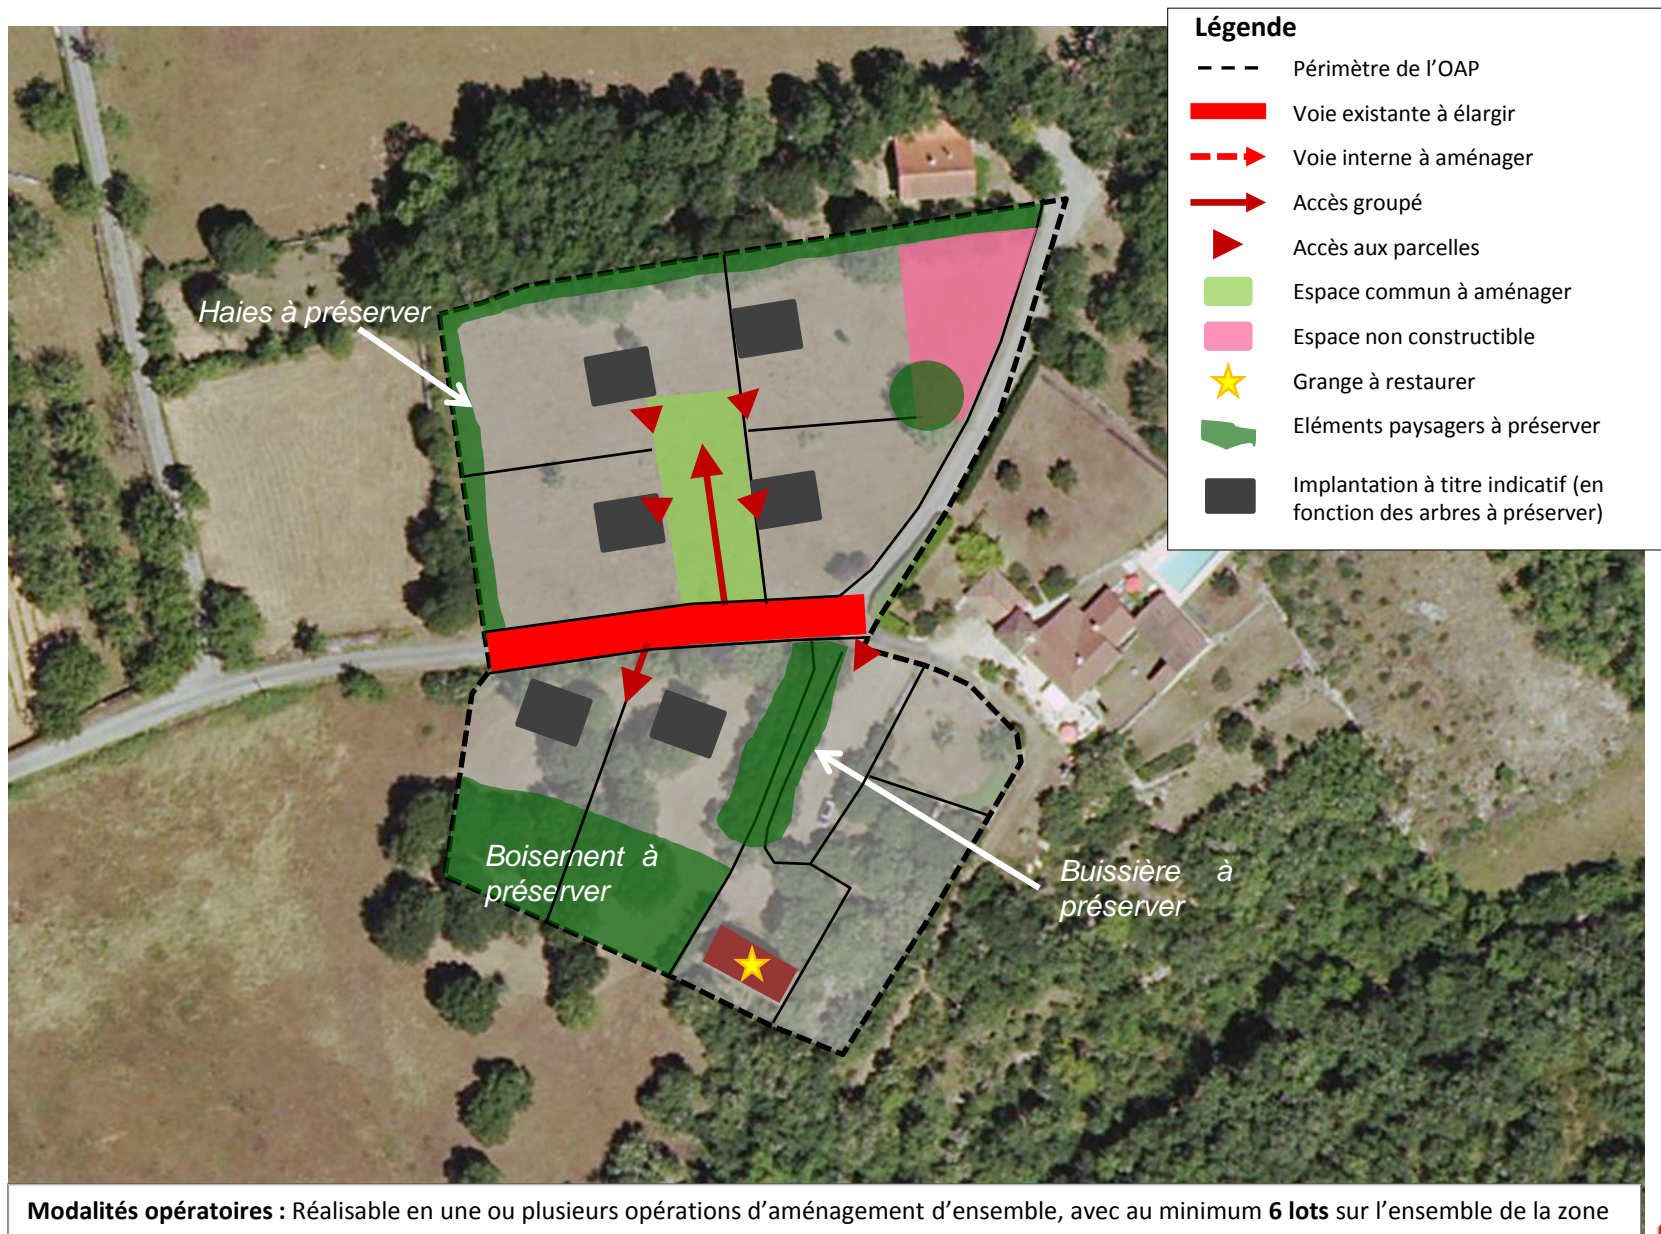 Légende
Périmètre de l’OAP
Voie existante à élargir
Voie interne à aménager
Accès groupé
Accès aux parcelles
Espace commun à aménager
Espace non constructible
Grange à restaurer
Eléments paysagers à préserver
Implantation à titre indicatif (en
fonction des arbres à préserver)
Haies à préserver
Boisement à
préserver
Buissière à
préserver
Modalités opératoires : Réalisable en une ou plusieurs opérations d’aménagement d’ensemble, avec au minimum 6 lots sur l’ensemble de la zone